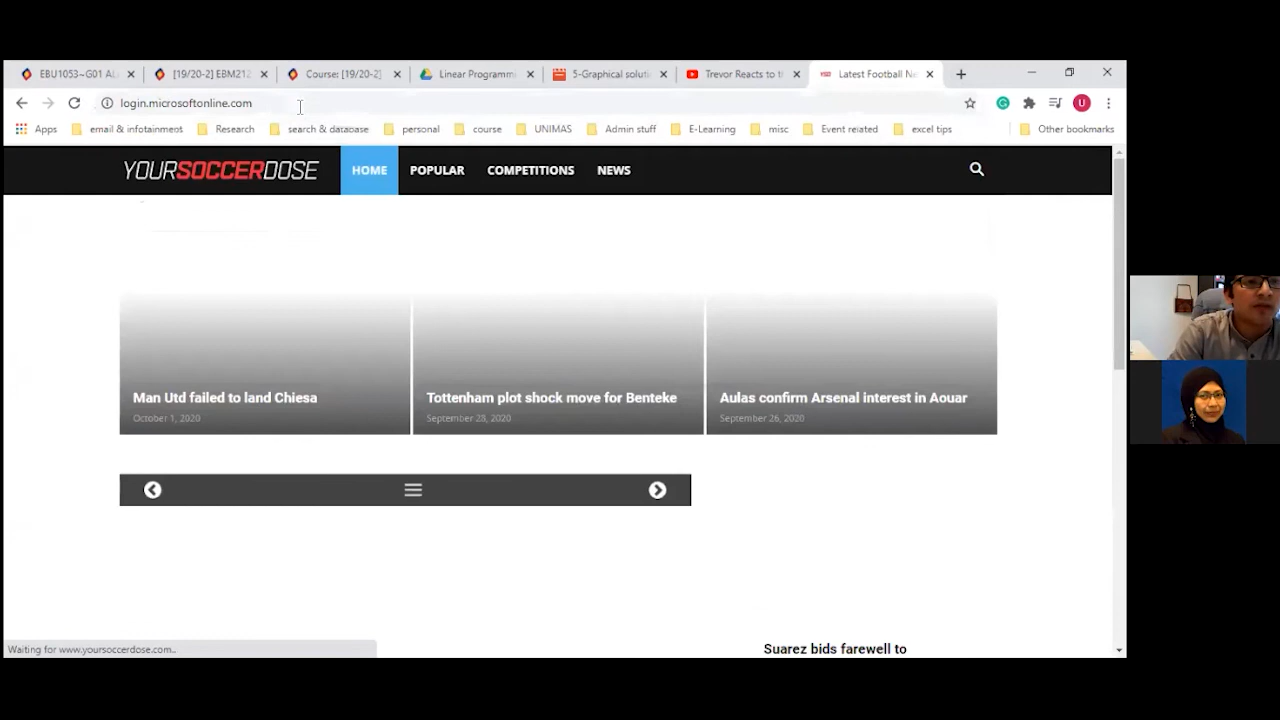 EBU1053~G01 AL
[19/20-2] EBM212
Course: [19/20-2]
Linear Programm
5-Graphical soluti
Trevor Reacts to t
Latest Football Ne
login.microsoftonline.com
Apps
email & infotainment
Research
search & database
personal
course
UNIMAS
Admin stuff
E-Learning
misc
Event related
excel tips
Other bookmarks
YOURSOCCERDOSE
HOME
POPULAR
COMPETITIONS
NEWS
Man Utd failed to land Chiesa
October 1, 2020
Tottenham plot shock move for Benteke
September 28, 2020
Aulas confirm Arsenal interest in Aouar
September 26, 2020
Suarez bids farewell to
Waiting for www.yoursoccerdose.com..